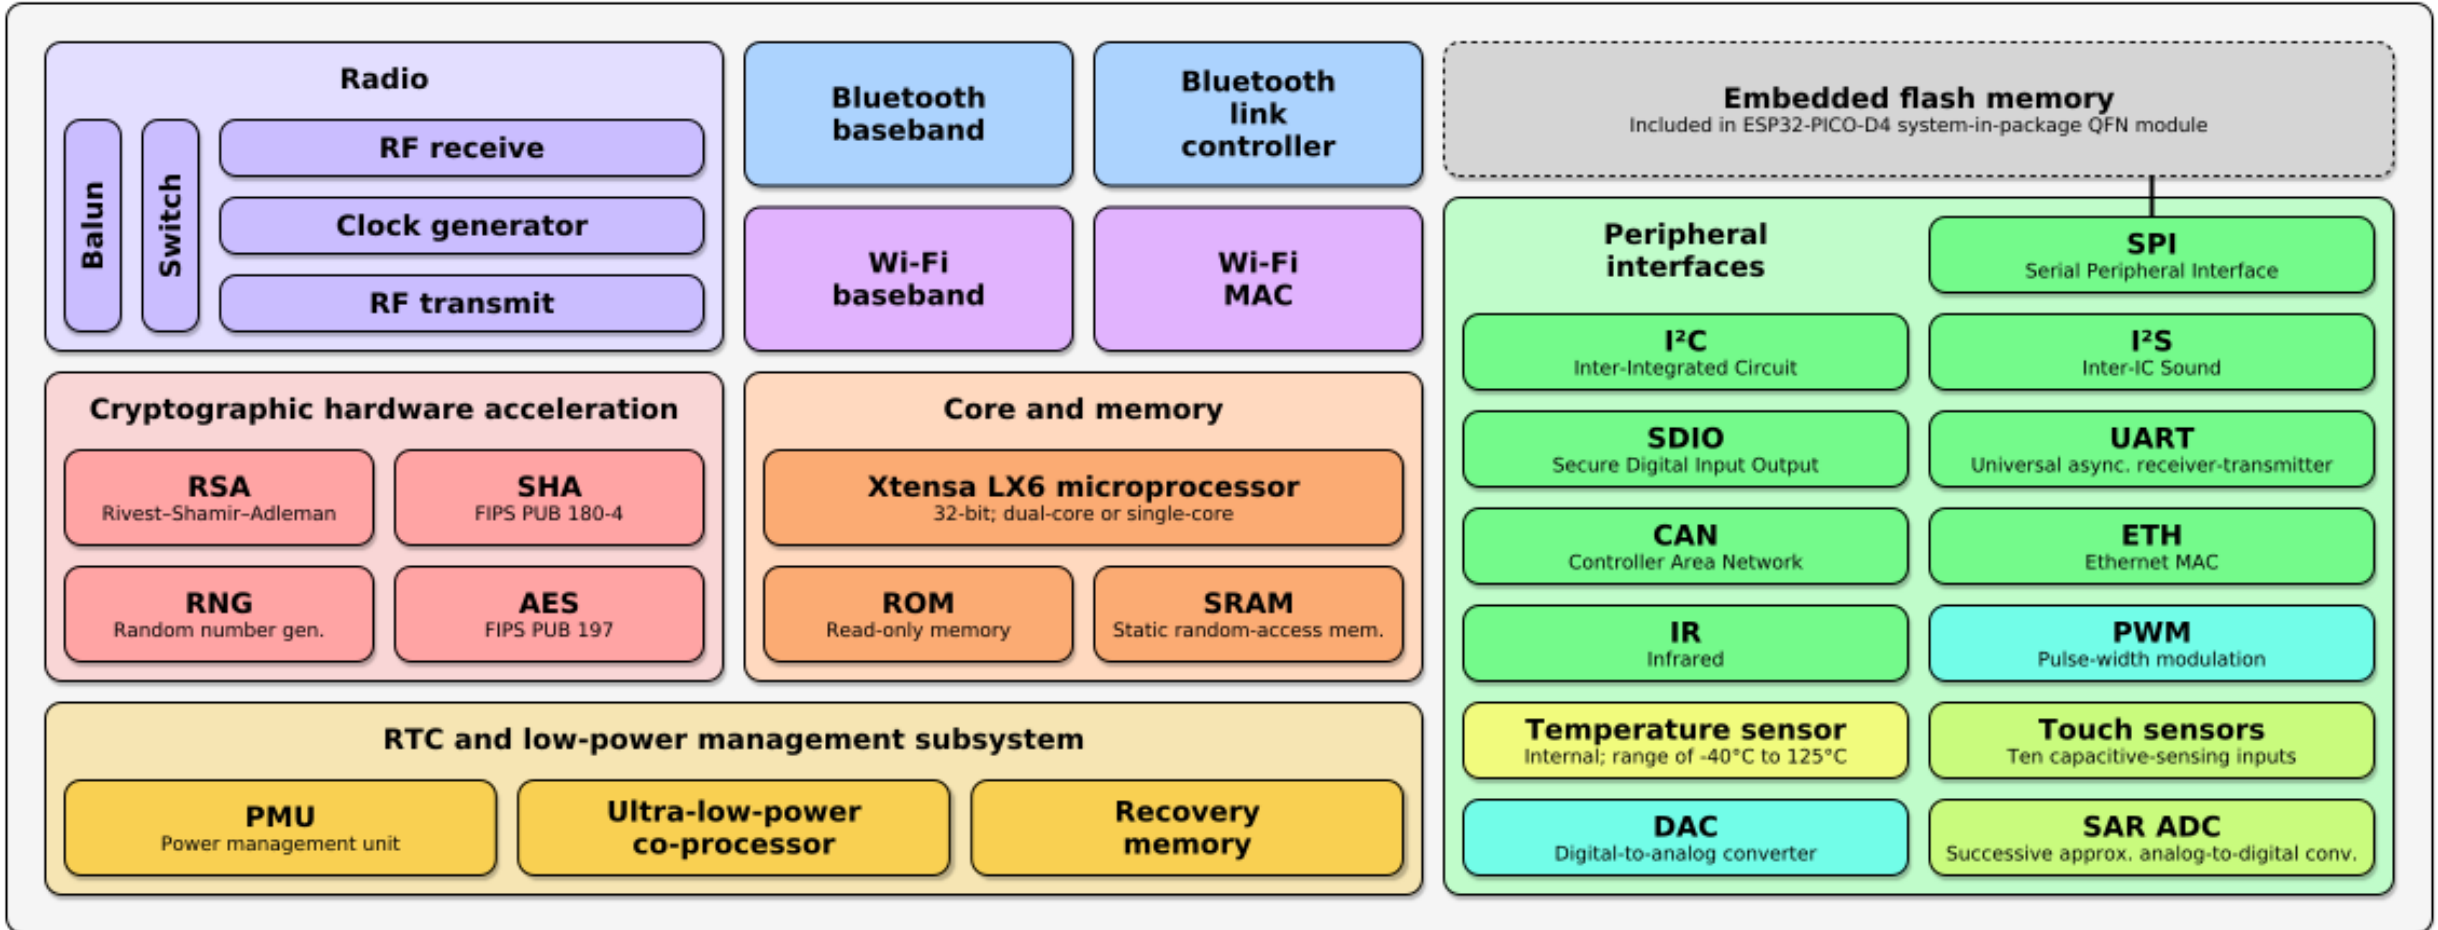 Radio
Balun
Switch
RF receive
Clock generator
RF transmit
Bluetooth
baseband
Bluetooth
link
controller
Wi-Fi
baseband
Wi-Fi
MAC
Embedded flash memory
Included in ESP32-PICO-D4 system-in-package QFN module
Cryptographic hardware acceleration
RSA
Rivest–Shamir–Adleman
SHA
FIPS PUB 180-4
RNG
Random number gen.
AES
FIPS PUB 197
Core and memory
Xtensa LX6 microprocessor
32-bit; dual-core or single-core
ROM
Read-only memory
SRAM
Static random-access mem.
RTC and low-power management subsystem
PMU
Power management unit
Ultra-low-power
co-processor
Recovery
memory
Peripheral
interfaces
SPI
Serial Peripheral Interface
I²C
Inter-Integrated Circuit
I²S
Inter-IC Sound
SDIO
Secure Digital Input Output
UART
Universal async. receiver-transmitter
CAN
Controller Area Network
ETH
Ethernet MAC
IR
Infrared
PWM
Pulse-width modulation
Temperature sensor
Internal; range of -40°C to 125°C
Touch sensors
Ten capacitive-sensing inputs
DAC
Digital-to-analog converter
SAR ADC
Successive approx. analog-to-digital conv.